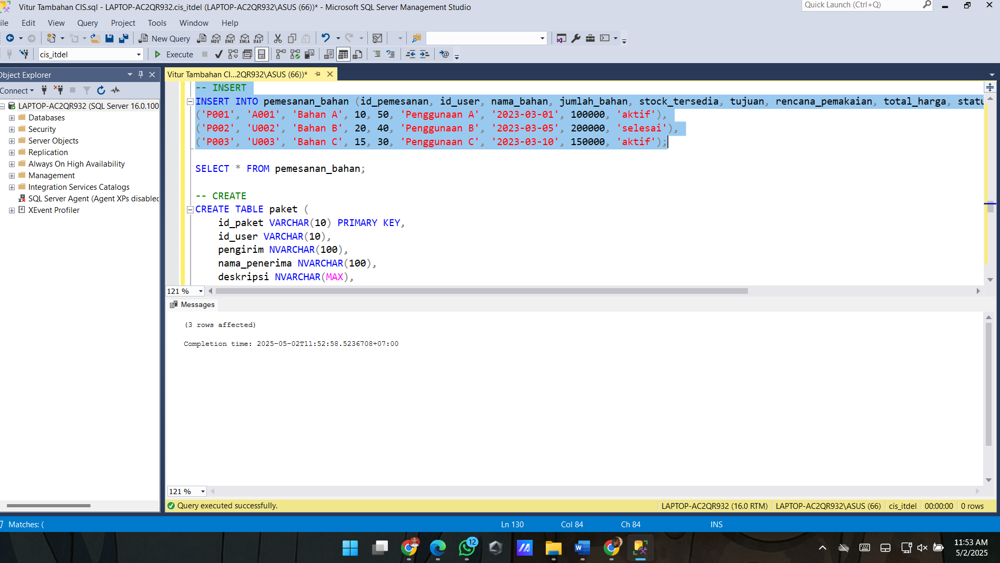 Vitur Tambahan CIS.sql - LAPTOP-AC2QR932.cis_itdel (LAPTOP-AC2QR932\ASUS (66))* - Microsoft SQL Server Management Studio
Quick Launch (Ctrl+Q)
ile Edit View Query Project Tools Window Help
New Query MDX DMX XMLA DAX
cis_itdel Execute
Object Explorer
Connect
LAPTOP-AC2QR932 (SQL Server 16.0.100
Databases
Security
Server Objects
Replication
Always On High Availability
Management
Integration Services Catalogs
SQL Server Agent (Agent XPs disabled
XEvent Profiler
Vitur Tambahan CI...2QR932\ASUS (66))*
-- INSERT
INSERT INTO pemesanan_bahan (id_pemesanan, id_user, nama_bahan, jumlah_bahan, stock_tersedia, tujuan, rencana_pemakaian, total_harga, statu
('P001', 'A001', 'Bahan A', 10, 50, 'Penggunaan A', '2023-03-01', 100000, 'aktif'),
('P002', 'U002', 'Bahan B', 20, 40, 'Penggunaan B', '2023-03-05', 200000, 'selesai'),
('P003', 'U003', 'Bahan C', 15, 30, 'Penggunaan C', '2023-03-10', 150000, 'aktif');
SELECT * FROM pemesanan_bahan;
-- CREATE
CREATE TABLE paket (
id_paket VARCHAR(10) PRIMARY KEY,
id_user VARCHAR(10),
pengirim NVARCHAR(100),
nama_penerima NVARCHAR(100),
deskripsi NVARCHAR(MAX),
121 %
Messages
(3 rows affected)
Completion time: 2025-05-02T11:52:58.5236708+07:00
121 %
Query executed successfully.
LAPTOP-AC2QR932 (16.0 RTM) LAPTOP-AC2QR932\ASUS (66) cis_itdel 00:00:00 0 rows
Matches: ( Ln 130 Col 84 Ch 84 INS
12
11:53 AM
5/2/2025